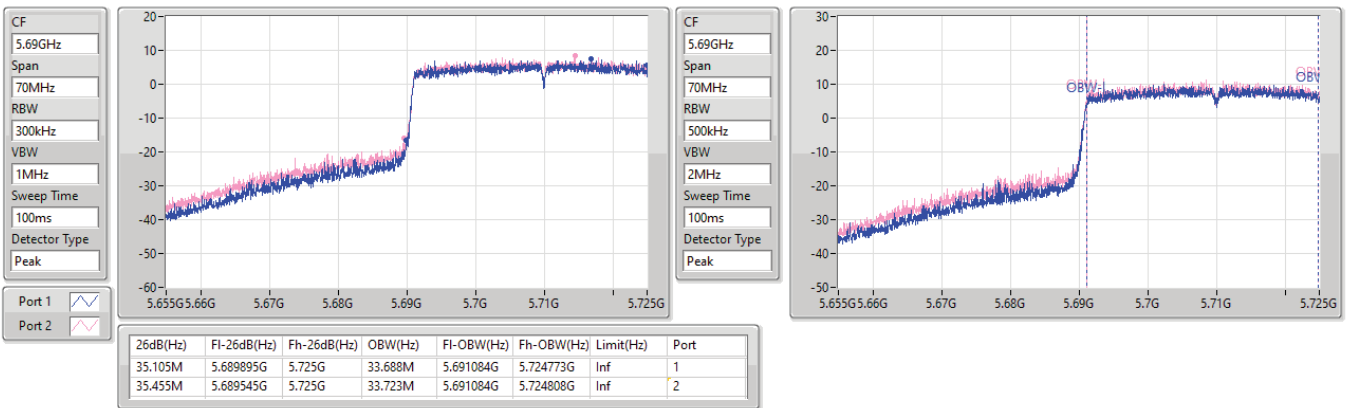 CF
5.69GHz
Span
70MHz
RBW
300kHz
VBW
1MHz
Sweep Time
100ms
Detector Type
Peak
Port 1
Port 2
20
10
0
-10
-20
-30
-40
-50
-60
5.655G 5.66G 5.67G 5.68G 5.69G 5.7G 5.71G 5.725G
CF
5.69GHz
Span
70MHz
RBW
500kHz
VBW
2MHz
Sweep Time
100ms
Detector Type
Peak
30
20
10
0
-10
-20
-30
-40
-50
OBW-
OBW
5.655G 5.66G 5.67G 5.68G 5.69G 5.7G 5.71G 5.725G
26dB(Hz) Fl-26dB(Hz) Fh-26dB(Hz) OBW(Hz) Fl-OBW(Hz) Fh-OBW(Hz) Limit(Hz) Port
35.105M 5.689895G 5.725G 33.688M 5.691084G 5.724773G Inf 1
35.455M 5.689545G 5.725G 33.723M 5.691084G 5.724808G Inf 2